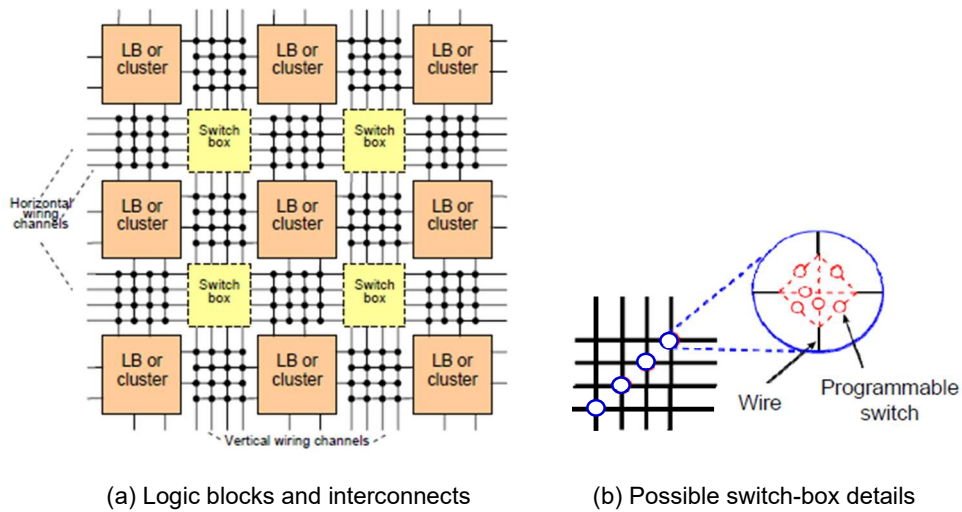 LB or
cluster
LB or
cluster
LB or
cluster
Switch
box
Switch
box
Horizontal
wiring
channels
LB or
cluster
LB or
cluster
LB or
cluster
Switch
box
Switch
box
LB or
cluster
LB or
cluster
LB or
cluster
Vertical wiring channels
Wire
Programmable
switch
(a) Logic blocks and interconnects
(b) Possible switch-box details